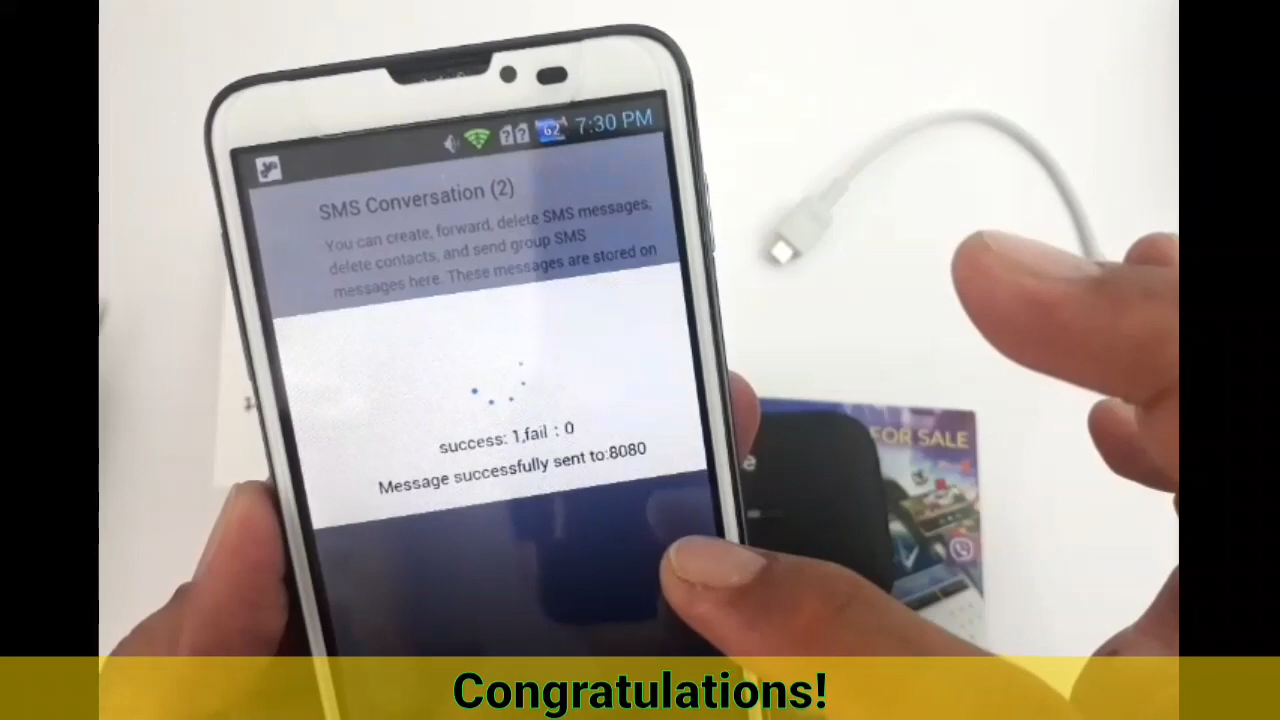 62 7:30 PM
SMS Conversation (2)
You can create, forward, delete SMS messages,
delete contacts, and send group SMS
messages here. These messages are stored on
success: 1,fail : 0
Message successfully sent to:8080
FOR SALE
Congratulations!